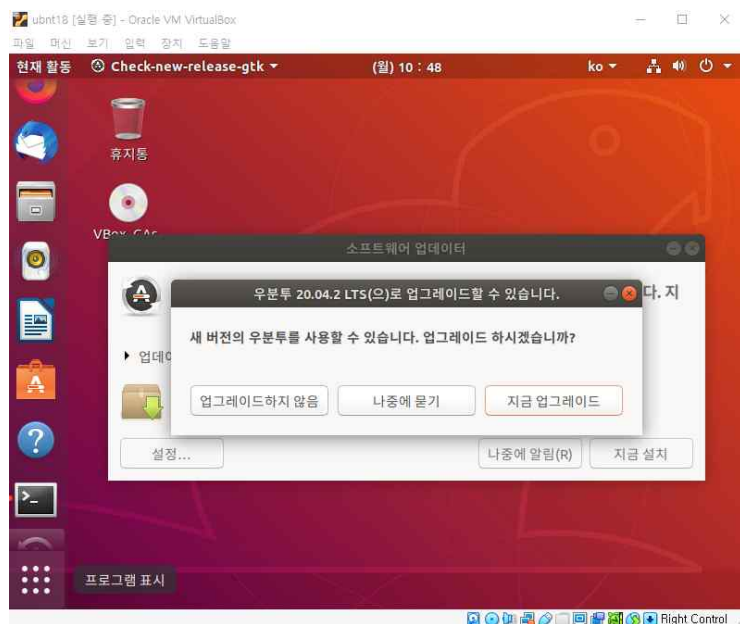 ubnt18 [실행 중] - Oracle VM VirtualBox
파일 머신 보기 입력 장치 도움말
현재 활동 Check-new-release-gtk (월) 10 : 48 ko
휴지통
VBox_GAs
소프트웨어 업데이터
우분투 20.04.2 LTS(으)로 업그레이드할 수 있습니다.
다. 지
새 버전의 우분투를 사용할 수 있습니다. 업그레이드 하시겠습니까?
업데이
업그레이드하지 않음 나중에 묻기 지금 업그레이드
설정... 나중에 알림(R) 지금 설치
프로그램 표시
Right Control